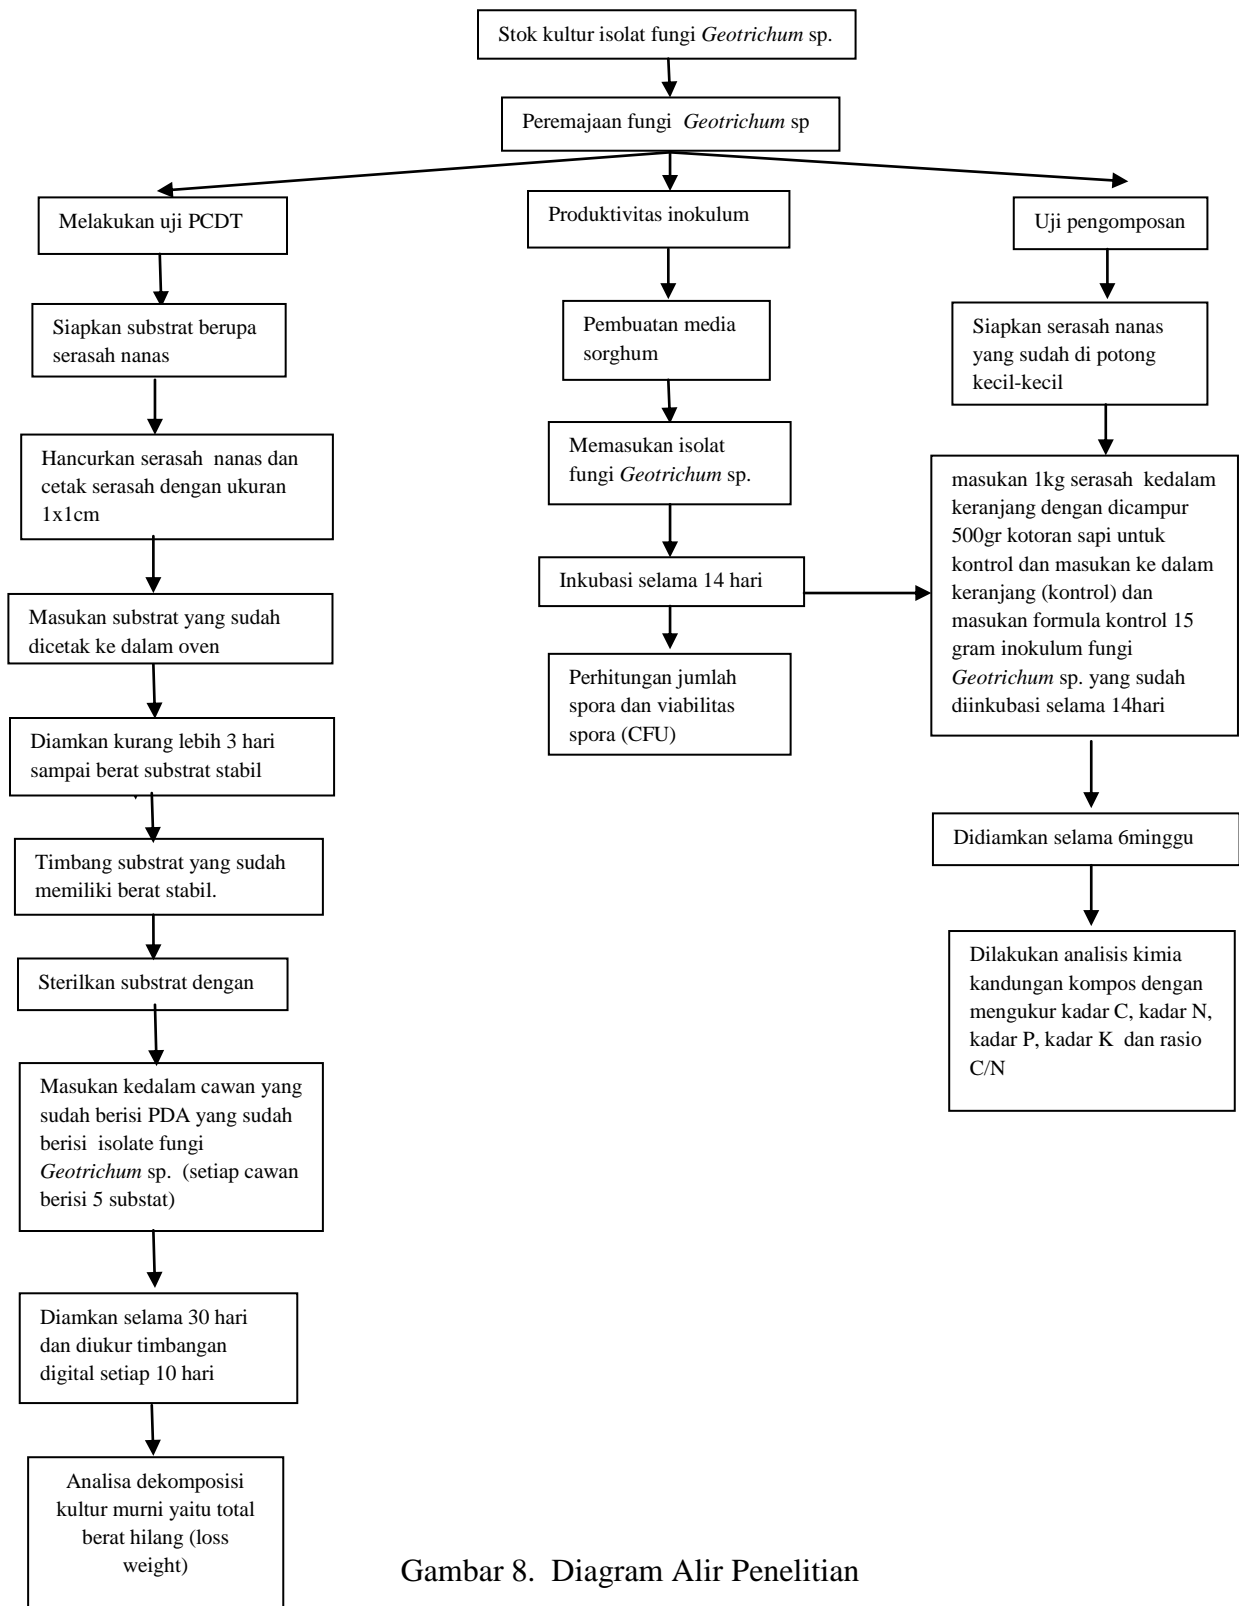 Stok kultur isolat fungi Geotrichum sp.
Peremajaan fungi Geotrichum sp
Melakukan uji PCDT
Siapkan substrat berupa
serasah nanas
Hancurkan serasah nanas dan
cetak serasah dengan ukuran
1x1cm
Masukan substrat yang sudah
dicetak ke dalam oven
Diamkan kurang lebih 3 hari
sampai berat substrat stabil
Timbang substrat yang sudah
memiliki berat stabil.
Sterilkan substrat dengan
Masukan kedalam cawan yang
sudah berisi PDA yang sudah
berisi isolate fungi
Geotrichum sp. (setiap cawan
berisi 5 substat)
Diamkan selama 30 hari
dan diukur timbangan
digital setiap 10 hari
Analisa dekomposisi
kultur murni yaitu total
berat hilang (loss
weight)
Produktivitas inokulum
Pembuatan media
sorghum
Memasukan isolat
fungi Geotrichum sp.
Inkubasi selama 14 hari
Perhitungan jumlah
spora dan viabilitas
spora (CFU)
Uji pengomposan
Siapkan serasah nanas
yang sudah di potong
kecil-kecil
masukan 1kg serasah kedalam
keranjang dengan dicampur
500gr kotoran sapi untuk
kontrol dan masukan ke dalam
keranjang (kontrol) dan
masukan formula kontrol 15
gram inokulum fungi
Geotrichum sp. yang sudah
diinkubasi selama 14hari
Didiamkan selama 6minggu
Dilakukan analisis kimia
kandungan kompos dengan
mengukur kadar C, kadar N,
kadar P, kadar K dan rasio
C/N
Gambar 8. Diagram Alir Penelitian